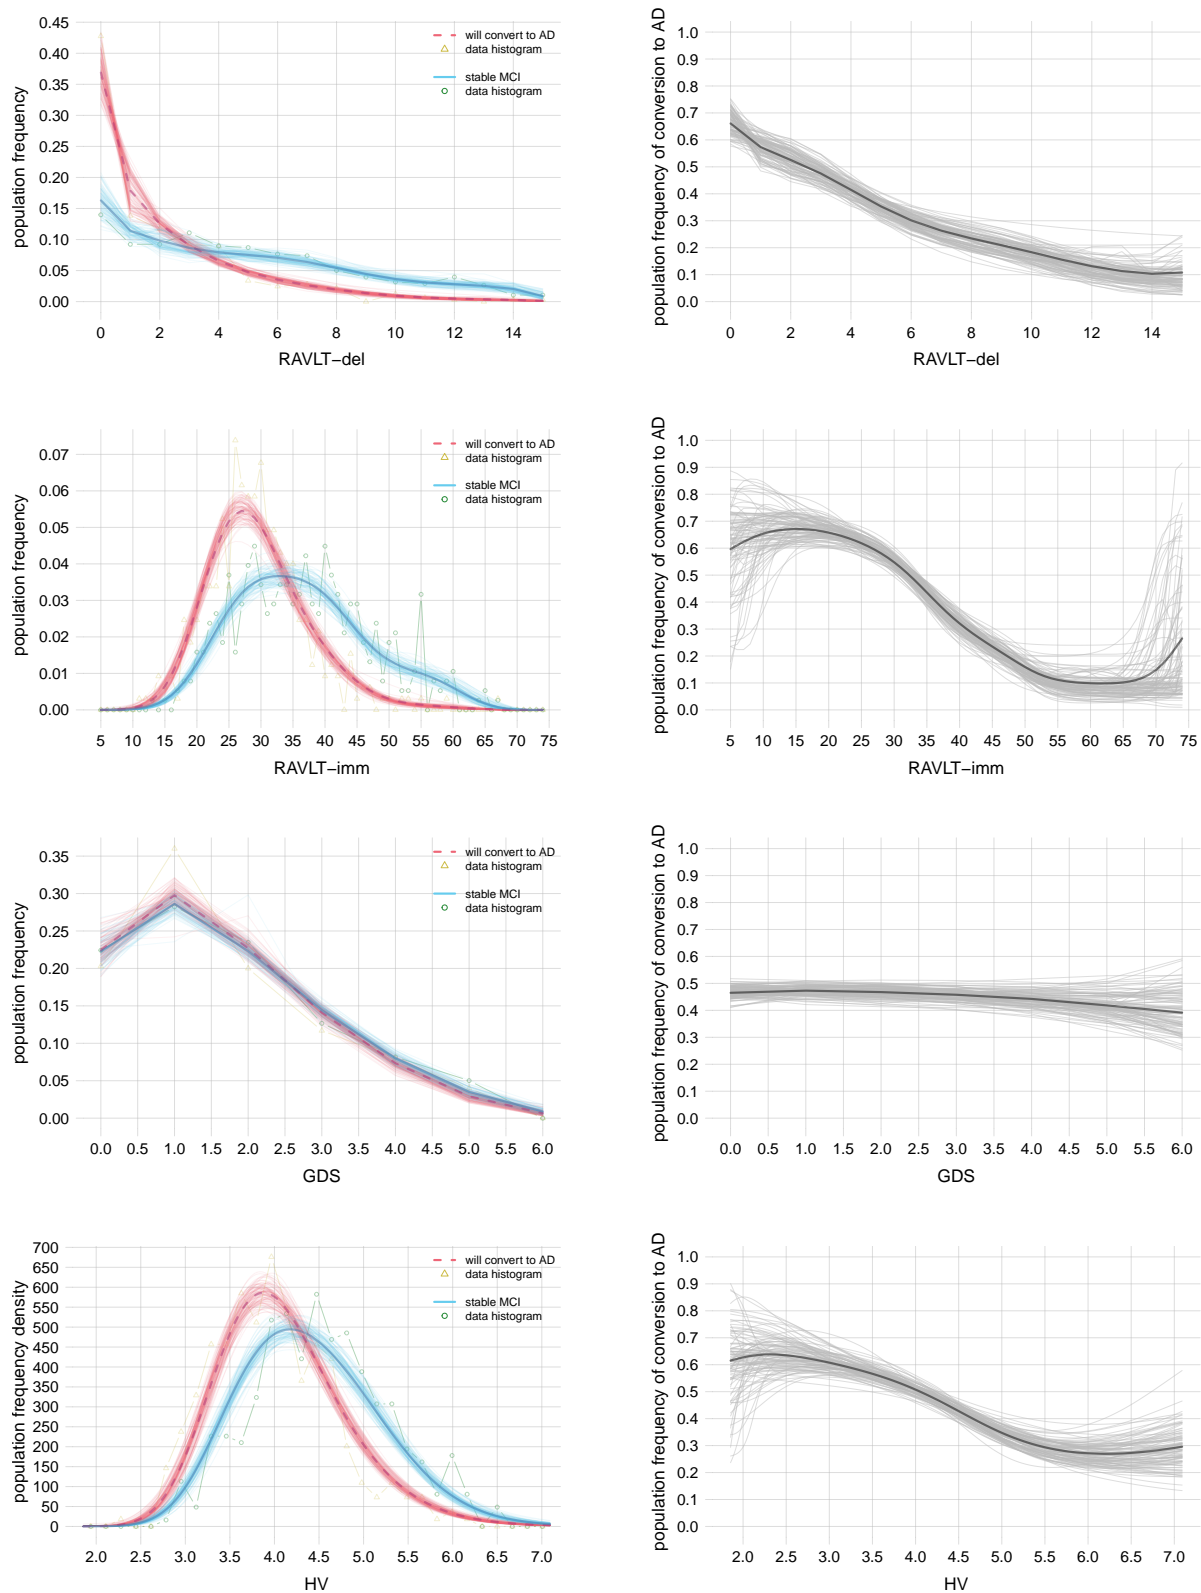 population frequency
0.45
0.40
0.35
0.30
0.25
0.20
0.15
0.10
0.05
0.00
0 2 4 6 8 10 12 14
RAVLT−del
will convert to AD
data histogram
stable MCI
data histogram
population frequency of conversion to AD
1.0
0.9
0.8
0.7
0.6
0.5
0.4
0.3
0.2
0.1
0.0
0 2 4 6 8 10 12 14
RAVLT−del
population frequency
0.07
0.06
0.05
0.04
0.03
0.02
0.01
0.00
5 10 15 20 25 30 35 40 45 50 55 60 65 70 75
RAVLT−imm
will convert to AD
data histogram
stable MCI
data histogram
population frequency of conversion to AD
1.0
0.9
0.8
0.7
0.6
0.5
0.4
0.3
0.2
0.1
0.0
5 10 15 20 25 30 35 40 45 50 55 60 65 70 75
RAVLT−imm
population frequency
0.35
0.30
0.25
0.20
0.15
0.10
0.05
0.00
0.0 0.5 1.0 1.5 2.0 2.5 3.0 3.5 4.0 4.5 5.0 5.5 6.0
GDS
will convert to AD
data histogram
stable MCI
data histogram
population frequency of conversion to AD
1.0
0.9
0.8
0.7
0.6
0.5
0.4
0.3
0.2
0.1
0.0
0.0 0.5 1.0 1.5 2.0 2.5 3.0 3.5 4.0 4.5 5.0 5.5 6.0
GDS
population frequency density
700
650
600
550
500
450
400
350
300
250
200
150
100
50
0
2.0 2.5 3.0 3.5 4.0 4.5 5.0 5.5 6.0 6.5 7.0
HV
will convert to AD
data histogram
stable MCI
data histogram
population frequency of conversion to AD
1.0
0.9
0.8
0.7
0.6
0.5
0.4
0.3
0.2
0.1
0.0
2.0 2.5 3.0 3.5 4.0 4.5 5.0 5.5 6.0 6.5 7.0
HV